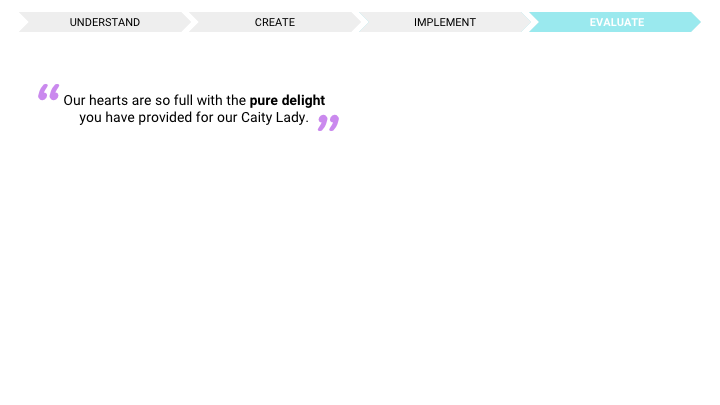 UNDERSTAND CREATE IMPLEMENT EVALUATE
“Our hearts are so full with the pure delight
you have provided for our Caity Lady.”